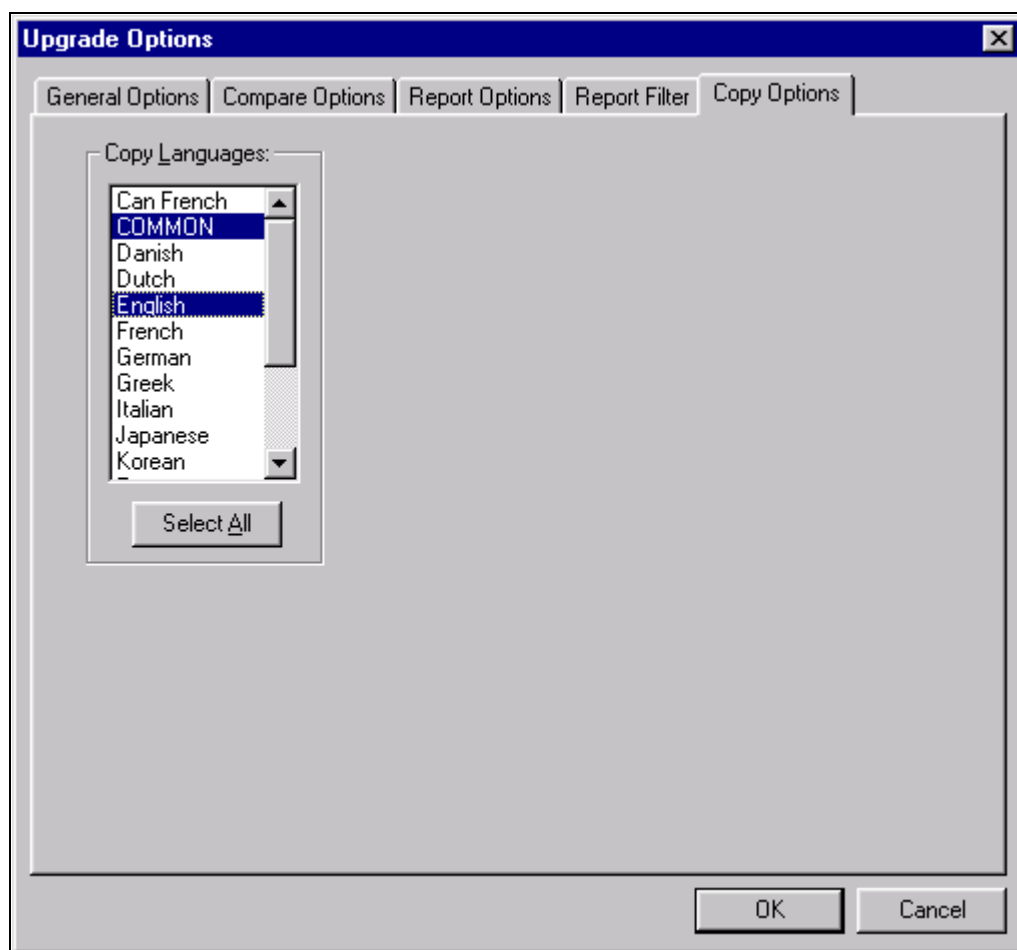 Upgrade Options
General Options Compare Options Report Options Report Filter Copy Options
Copy Languages:
Can French
COMMON
Danish
Dutch
English
French
German
Greek
Italian
Japanese
Korean
Select All
OK Cancel